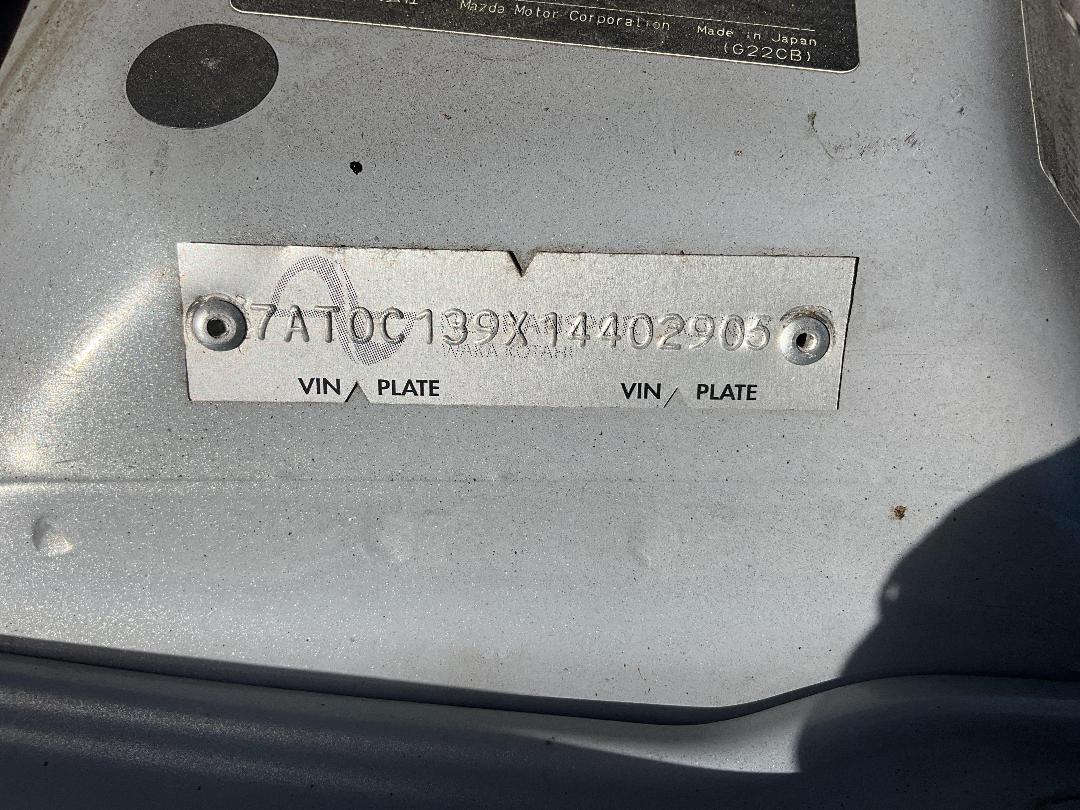 Mazda Motor Corporation Made in Japan
(G22CB)
7AT0C139X14402905
WAKA KOTAHI
VIN PLATE VIN PLATE